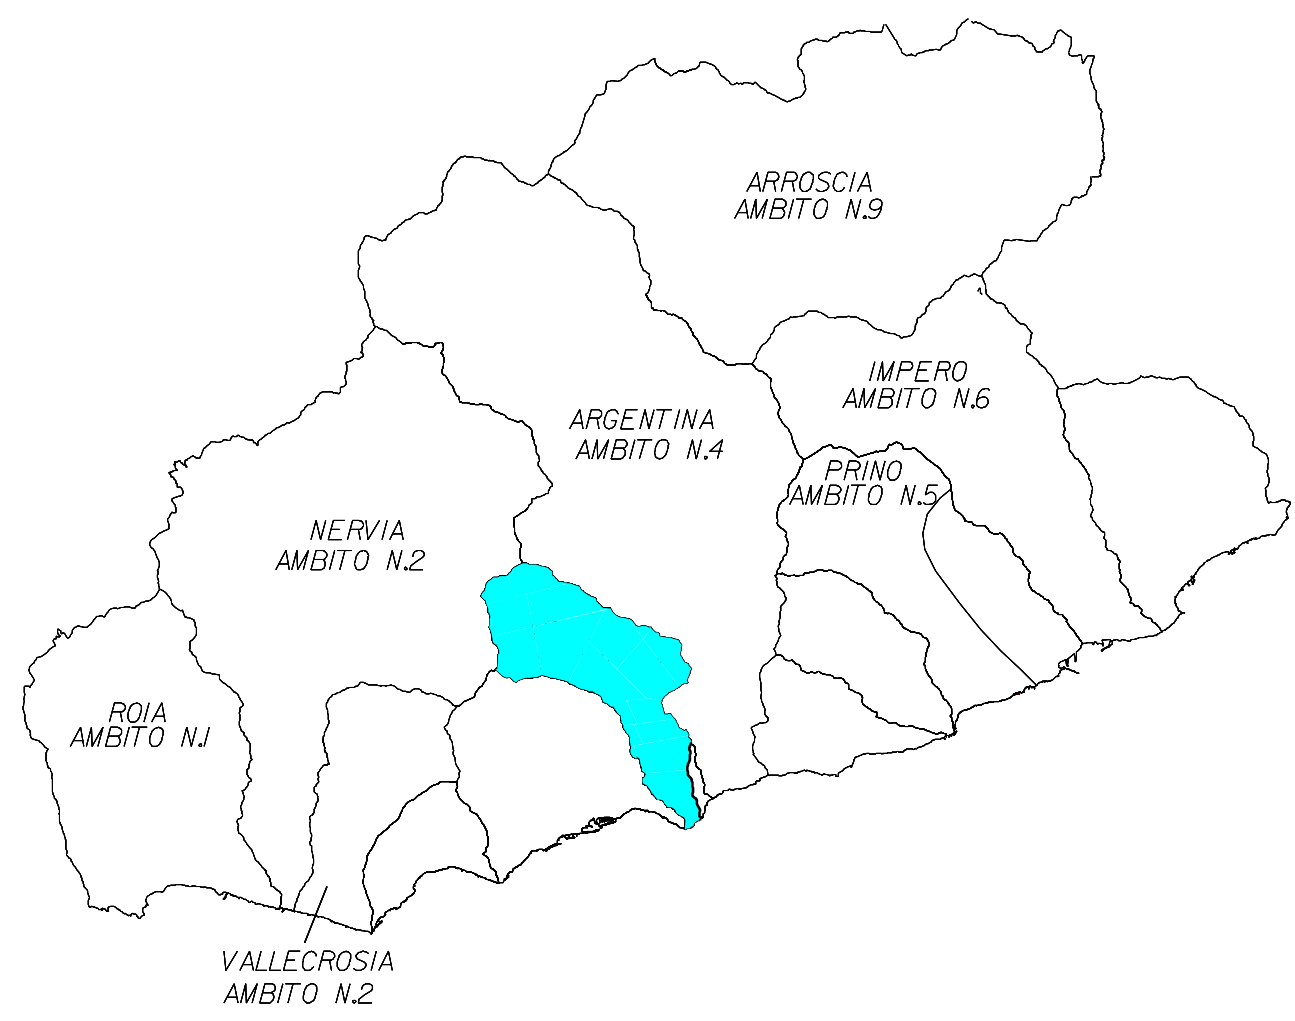 ARROSCIA
AMBITO N.9
IMPERO
AMBITO N.6
ARGENTINA
AMBITO N.4
PRINO
AMBITO N.5
NERVIA
AMBITO N.2
ROIA
AMBITO N.1
VALLECROSIA
AMBITO N.2